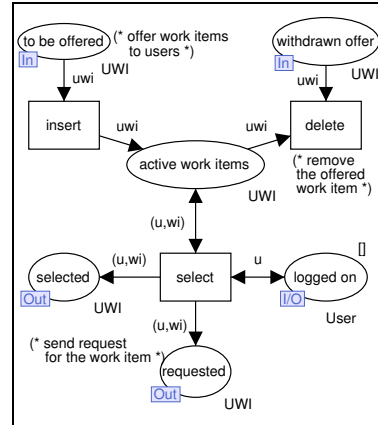 to be offered
(* offer work items
to users *)
withdrawn offer
In
UWI
In
UWI
uwi
uwi
insert
uwi
uwi
delete
active work items
(* remove
the offered
work item *)
UWI
(u,wi)
[]
selected
(u,wi)
select
u
logged on
Out
UWI
I/O
(u,wi)
User
(* send request
for the work item *)
requested
Out
UWI